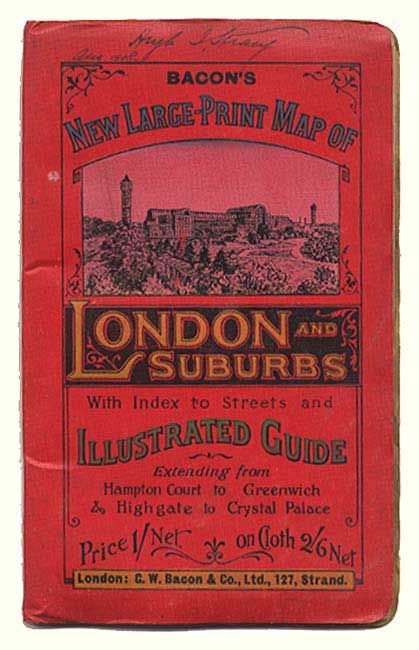 Hugh
BACON'S
NEW LARGE-PRINT MAP OF
LONDON AND
SUBURBS
With Index to Streets and
ILLUSTRATED GUIDE
Extending from
Hampton Court to Greenwich
& Highgate to Crystal Palace
Price 1/ Net on Cloth 2/6 Net
London: G. W. Bacon & Co., Ltd., 127, Strand.